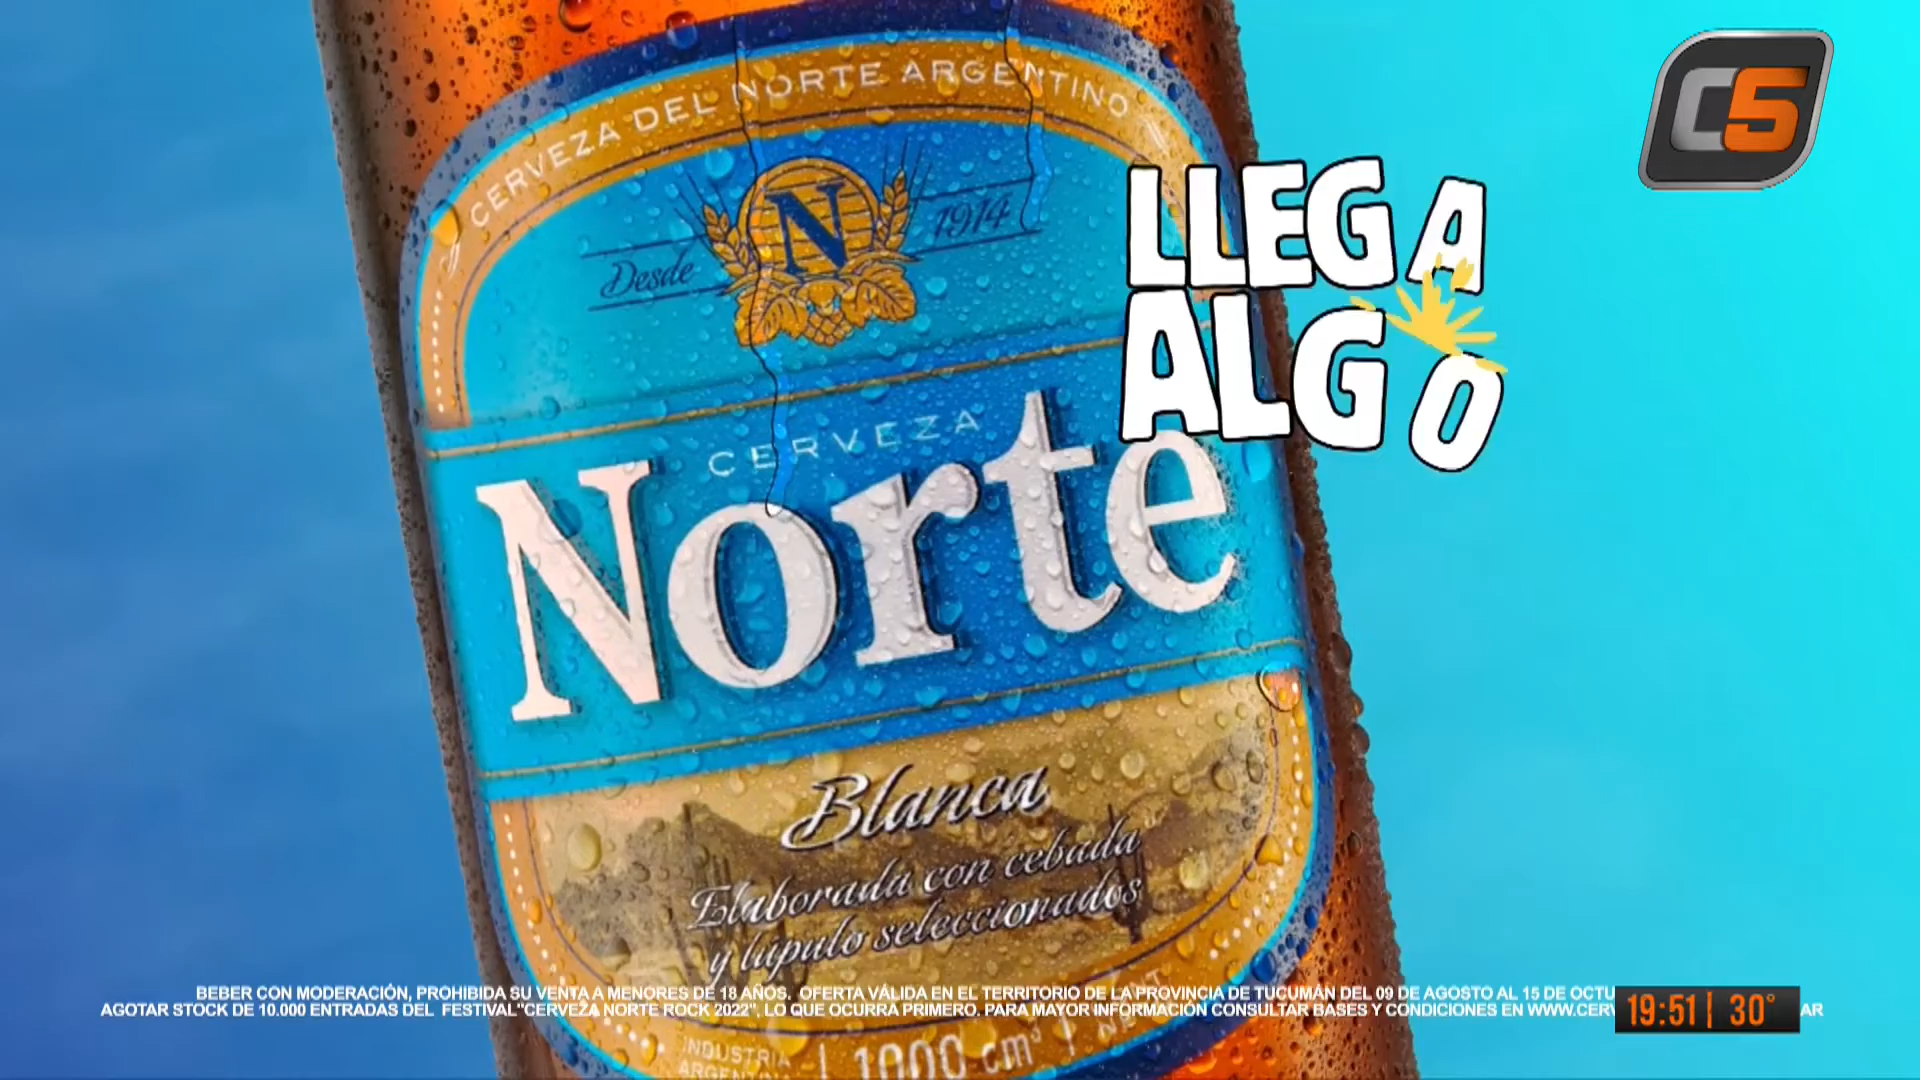 CERVEZA DEL NORTE ARGENTINO
C5
N
Desde 1914
LLEGA
ALGO
CERVEZA
Norte
Blanca
Elaborada con cebada
y lúpulo seleccionados
BEBER CON MODERACIÓN, PROHIBIDA SU VENTA A MENORES DE 18 AÑOS. OFERTA VÁLIDA EN EL TERRITORIO DE LA PROVINCIA DE TUCUMÁN DEL 09 DE AGOSTO AL 15 DE OCTU
AGOTAR STOCK DE 10.000 ENTRADAS DEL FESTIVAL"CERVEZA NORTE ROCK 2022", LO QUE OCURRA PRIMERO. PARA MAYOR INFORMACIÓN CONSULTAR BASES Y CONDICIONES EN WWW.CERV AR
19:51 | 30°
INDUSTRIA
ARGENTINA
1000 cm³